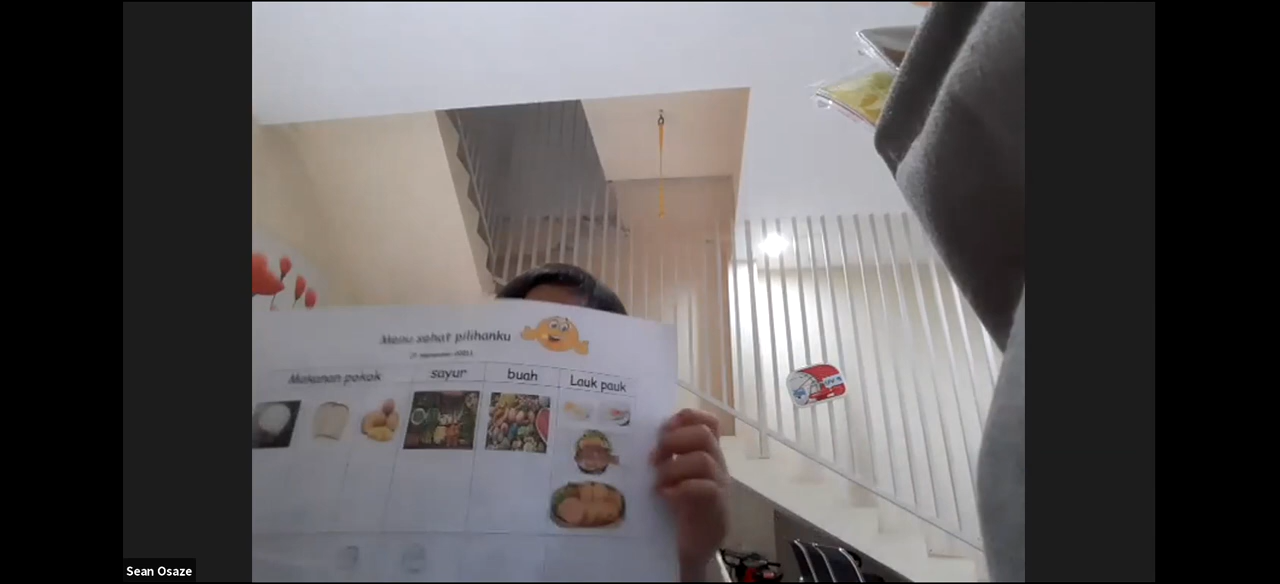 Menu sehat pilihanku
Makanan pokok
sayur
buah
Lauk pauk
Sean Osaze